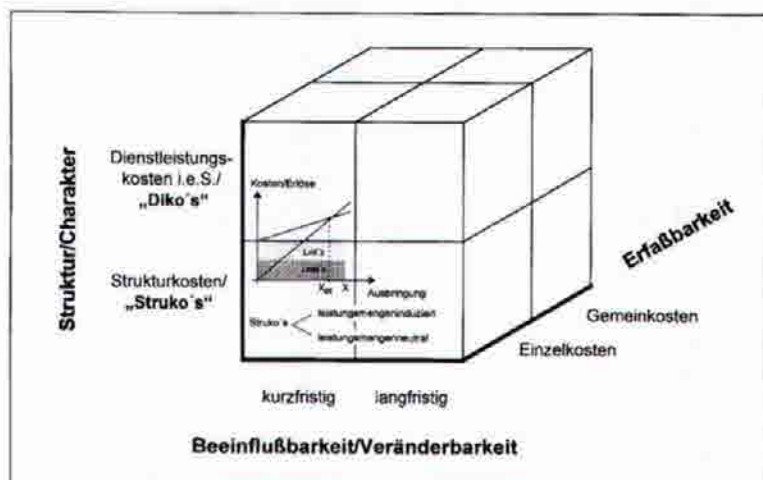 Struktur/Charakter
Dienstleistungs-
kosten i.e.S./
„Diko´s“
Strukturkosten/
„Struko´s“
Kosten/Erlöse
X
Ausbringung
Struko´s
leistungsmengeninduziert
leistungsmengenneutral
Erfaßbarkeit
Gemeinkosten
Einzelkosten
kurzfristig
langfristig
Beeinflußbarkeit/Veränderbarkeit